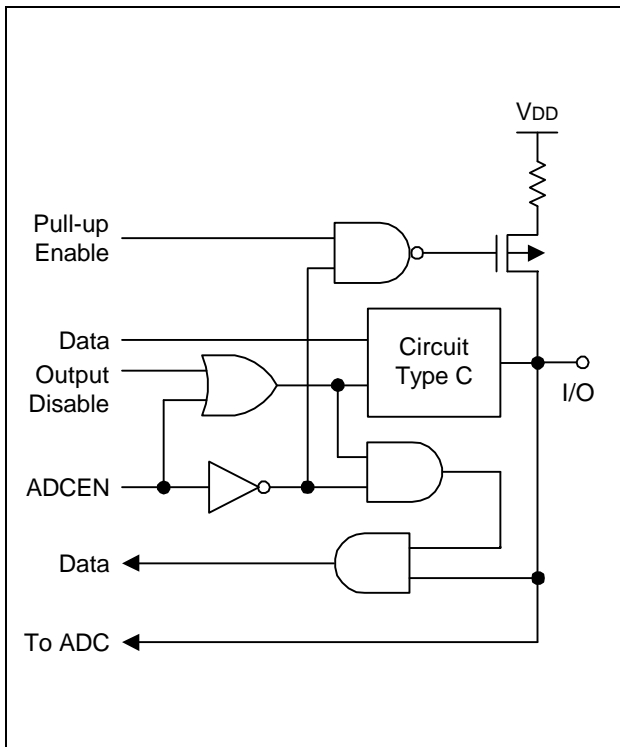 VDD
Pull-up
Enable
Data
Circuit
Type C
Output
Disable
I/O
ADCEN
Data
To ADC